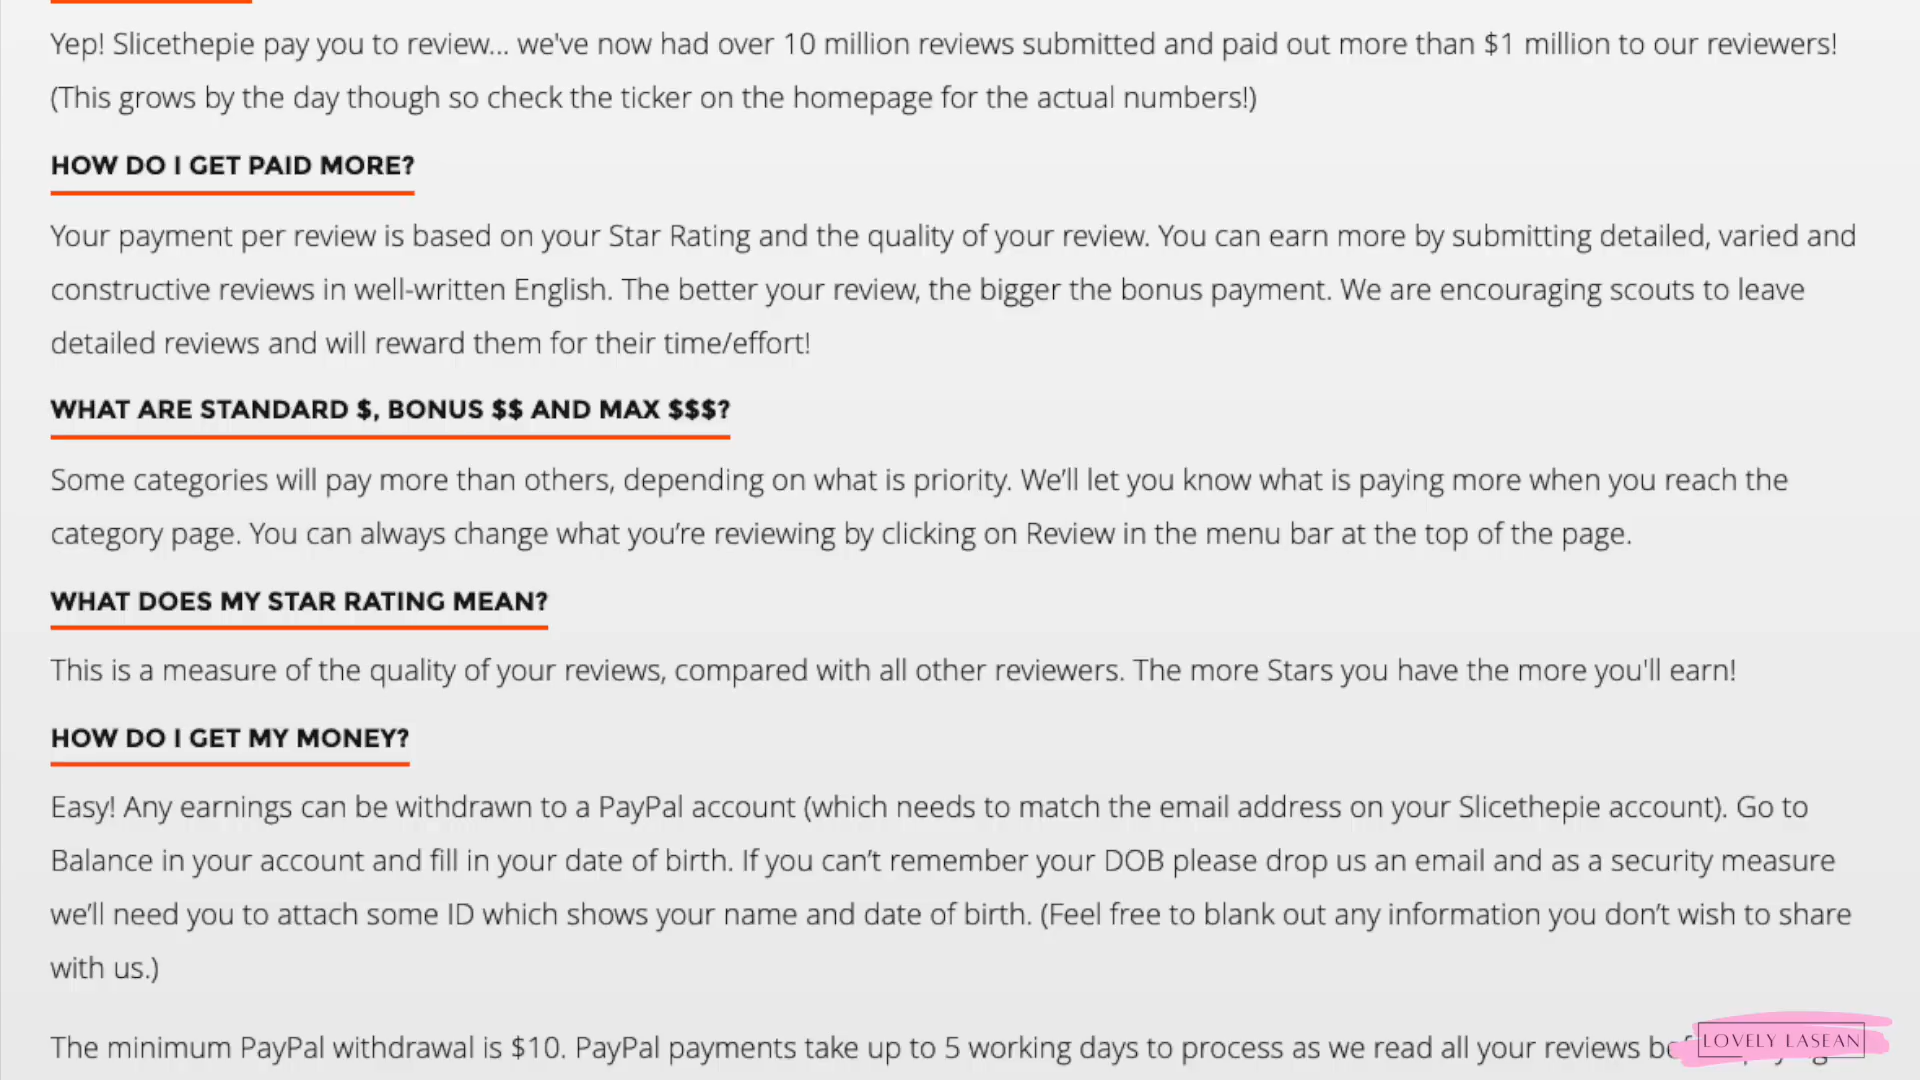 Yep! Slicethepie pay you to review... we've now had over 10 million reviews submitted and paid out more than $1 million to our reviewers!
(This grows by the day though so check the ticker on the homepage for the actual numbers!)
HOW DO I GET PAID MORE?
Your payment per review is based on your Star Rating and the quality of your review. You can earn more by submitting detailed, varied and
constructive reviews in well-written English. The better your review, the bigger the bonus payment. We are encouraging scouts to leave
detailed reviews and will reward them for their time/effort!
WHAT ARE STANDARD $, BONUS $$ AND MAX $$$?
Some categories will pay more than others, depending on what is priority. We’ll let you know what is paying more when you reach the
category page. You can always change what you’re reviewing by clicking on Review in the menu bar at the top of the page.
WHAT DOES MY STAR RATING MEAN?
This is a measure of the quality of your reviews, compared with all other reviewers. The more Stars you have the more you'll earn!
HOW DO I GET MY MONEY?
Easy! Any earnings can be withdrawn to a PayPal account (which needs to match the email address on your Slicethepie account). Go to
Balance in your account and fill in your date of birth. If you can’t remember your DOB please drop us an email and as a security measure
we’ll need you to attach some ID which shows your name and date of birth. (Feel free to blank out any information you don’t wish to share
with us.)
The minimum PayPal withdrawal is $10. PayPal payments take up to 5 working days to process as we read all your reviews
LOVELY LASEAN